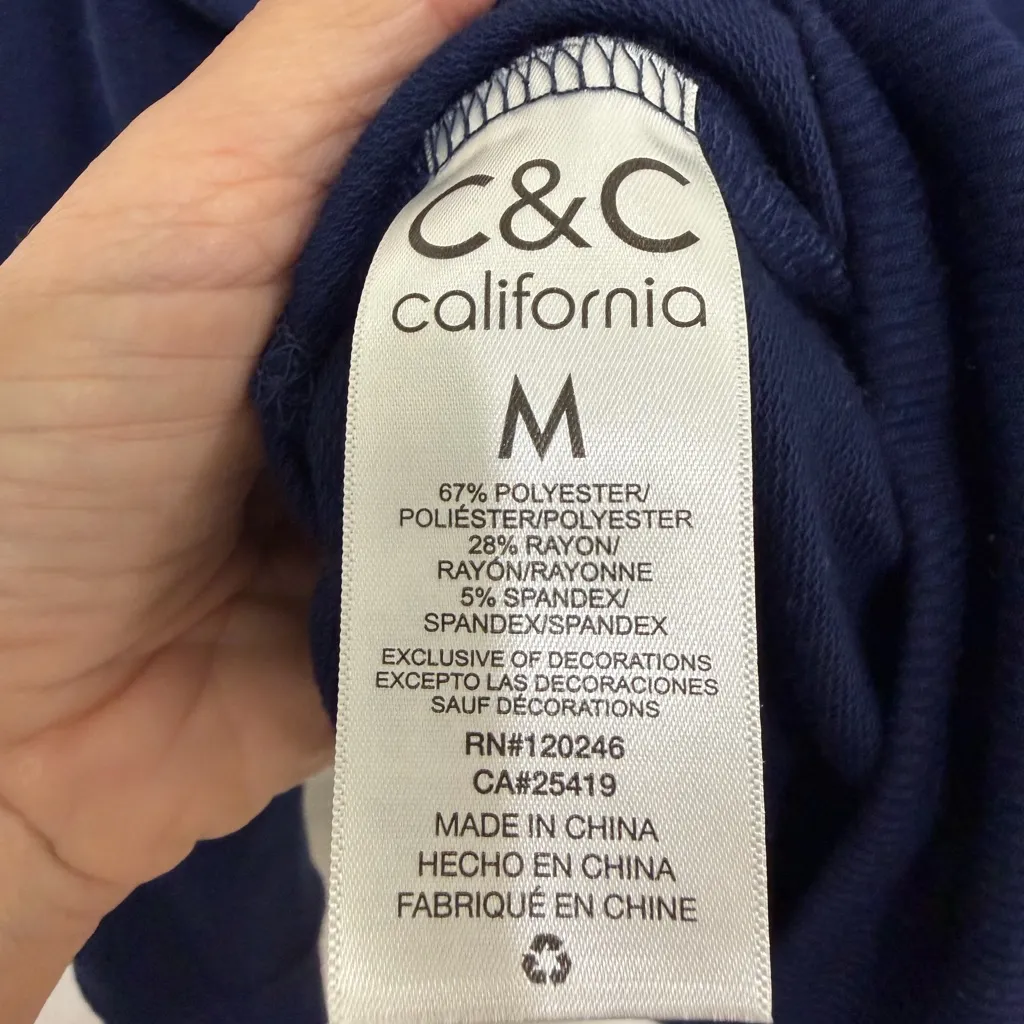 C&C
california
M
67% POLYESTER/
POLIÉSTER/POLYESTER
28% RAYON/
RAYÓN/RAYONNE
5% SPANDEX/
SPANDEX/SPANDEX
EXCLUSIVE OF DECORATIONS
EXCEPTO LAS DECORACIONES
SAUF DÉCORATIONS
RN#120246
CA#25419
MADE IN CHINA
HECHO EN CHINA
FABRIQUÉ EN CHINE